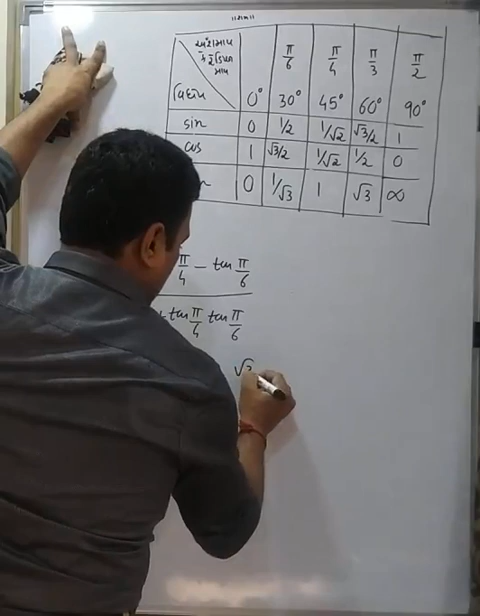 π/6 π/4 π/3 π/2
0° 30° 45° 60° 90°
sin 0 1/2 1/√2 √3/2 1
cos 1 √3/2 1/√2 1/2 0
0 1/√3 1 √3 ∞
π/4 − tan π/6
tan π/4 tan π/6